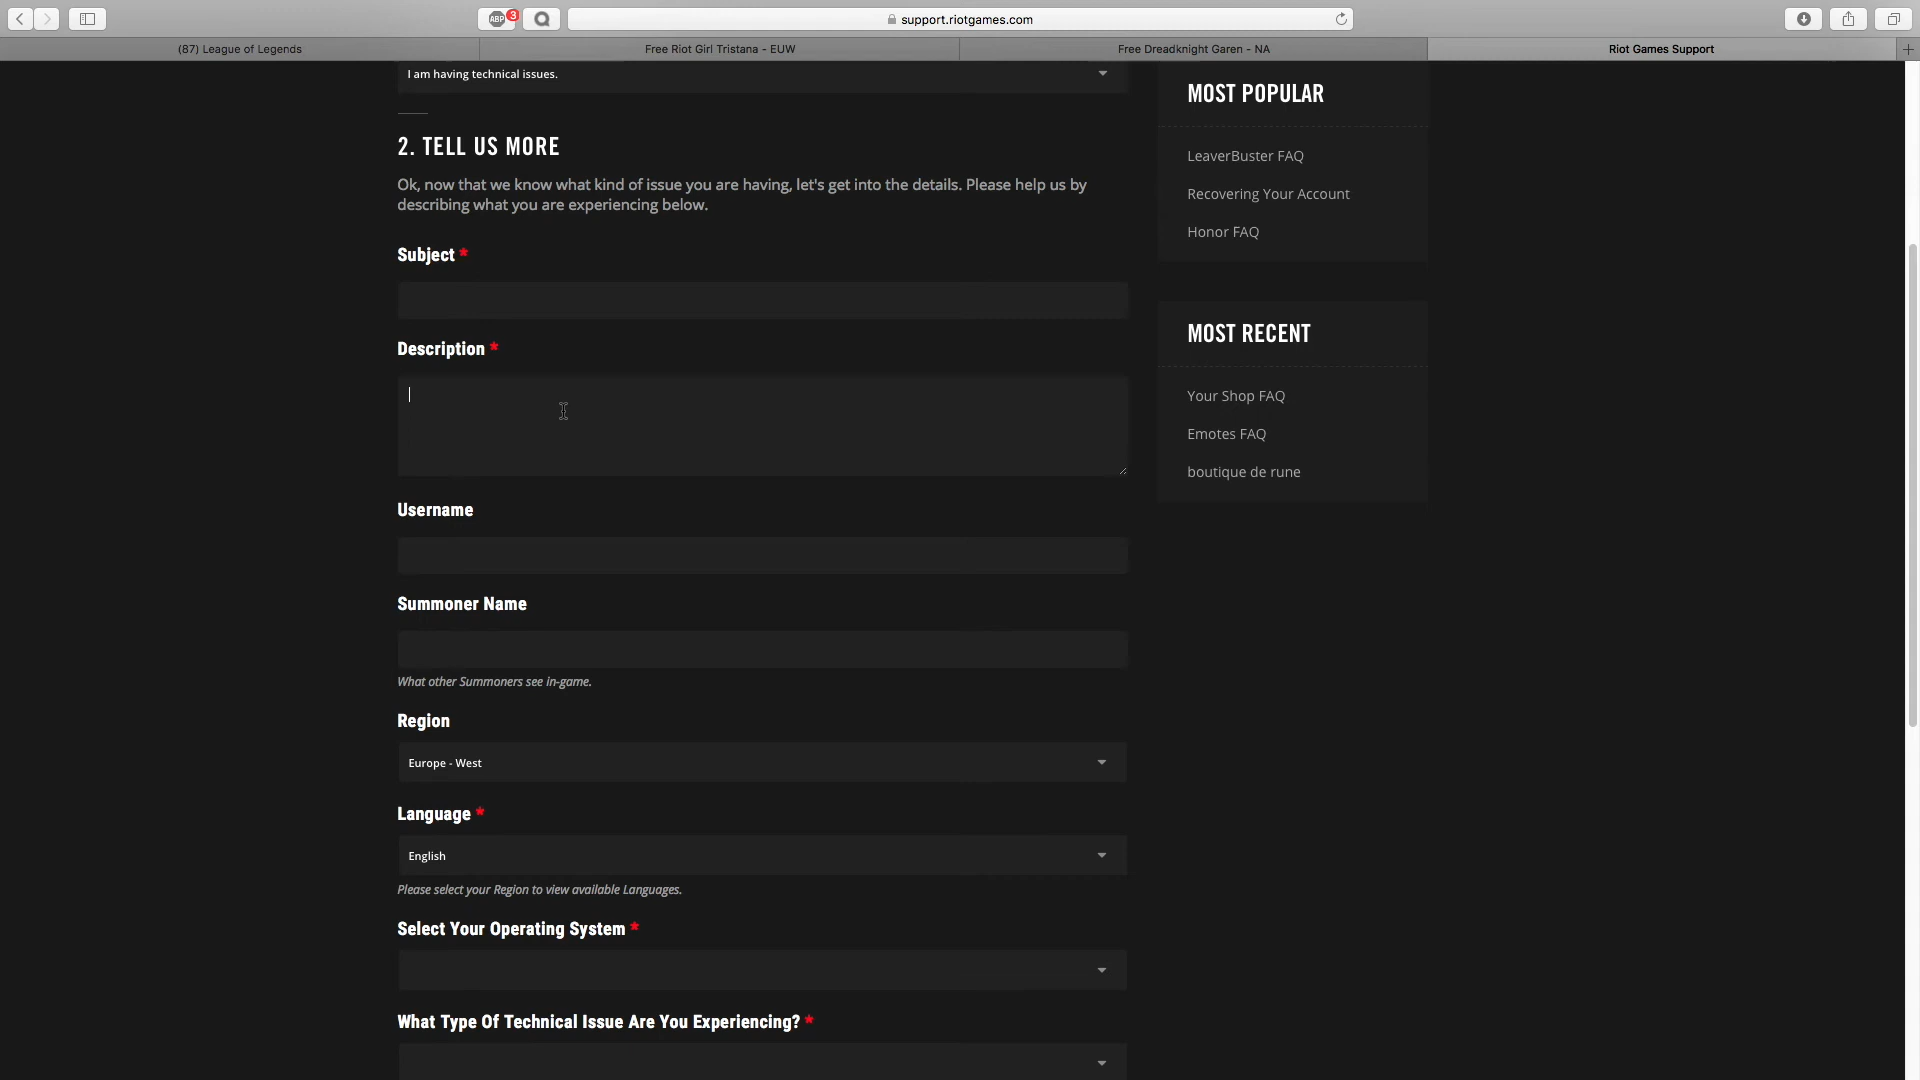 ABP 3
support.riotgames.com
(87) League of Legends
Free Riot Girl Tristana - EUW
Free Dreadknight Garen - NA
Riot Games Support
I am having technical issues.
2. TELL US MORE
Ok, now that we know what kind of issue you are having, let's get into the details. Please help us by
describing what you are experiencing below.
Subject *
Description *
Username
Summoner Name
What other Summoners see in-game.
Region
Europe - West
Language *
English
Please select your Region to view available Languages.
Select Your Operating System *
What Type Of Technical Issue Are You Experiencing? *
MOST POPULAR
LeaverBuster FAQ
Recovering Your Account
Honor FAQ
MOST RECENT
Your Shop FAQ
Emotes FAQ
boutique de rune